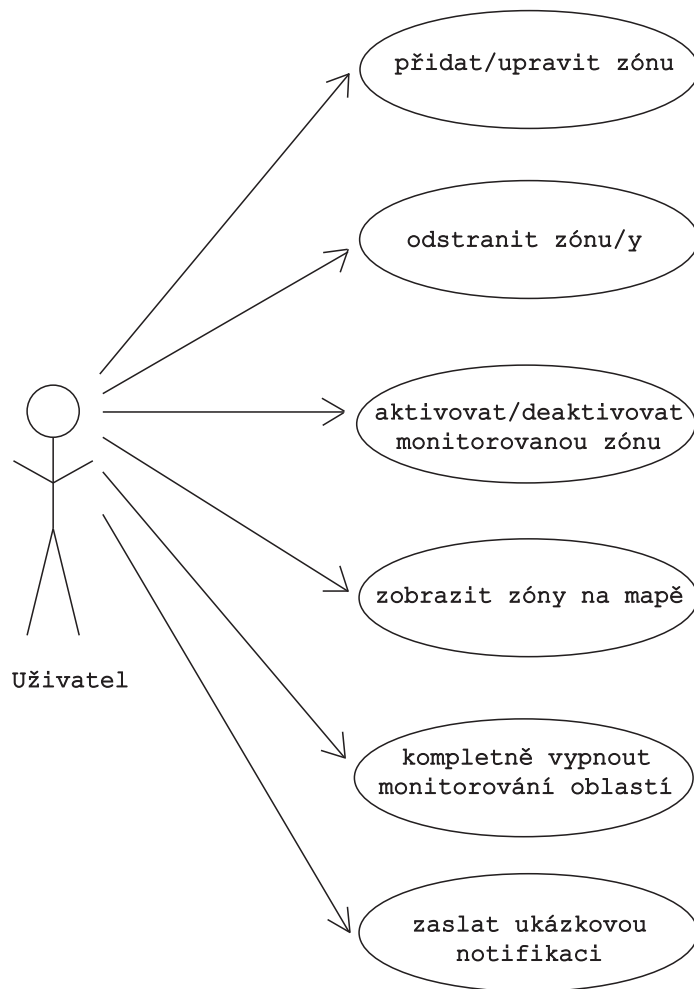 přidat/upravit zónu
odstranit zónu/y
aktivovat/deaktivovat
monitorovanou zónu
zobrazit zóny na mapě
Uživatel
kompletně vypnout
monitorování oblastí
zaslat ukázkovou
notifikaci